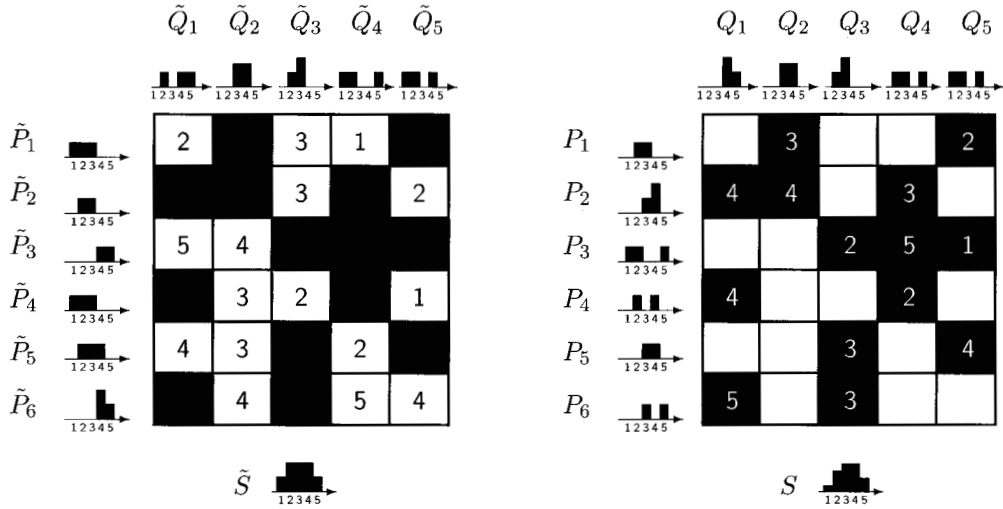 Q̃1 Q̃2 Q̃3 Q̃4 Q̃5 Q1 Q2 Q3 Q4 Q5
12345 12345 12345 12345 12345 12345 12345 12345 12345 12345
P̃1 12345 2 3 1 P1 12345 3 2
P̃2 12345 3 2 P2 12345 4 4 3
P̃3 12345 5 4 P3 12345 2 5 1
P̃4 12345 3 2 1 P4 12345 4 2
P̃5 12345 4 3 2 P5 12345 3 4
P̃6 12345 4 5 4 P6 12345 5 3
S̃ 12345 S 12345